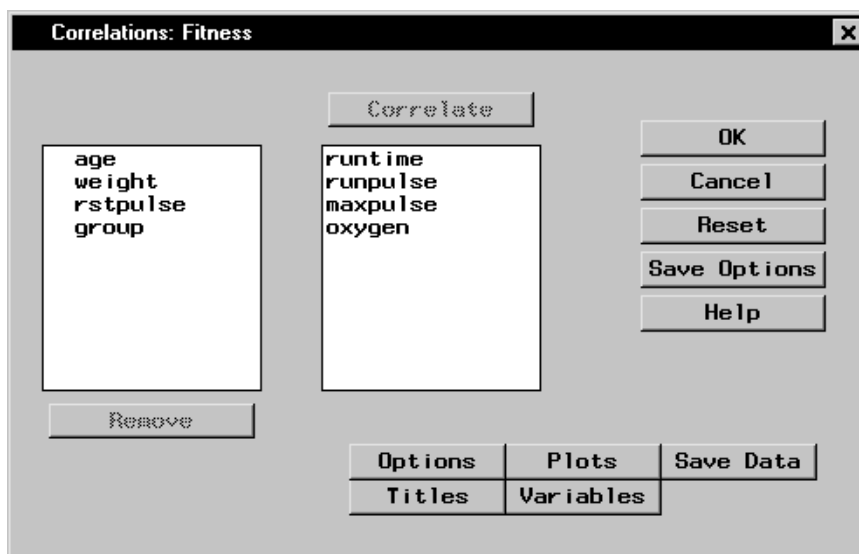 Correlations: Fitness
Correlate
age
weight
rstpulse
group
runtime
runpulse
maxpulse
oxygen
OK
Cancel
Reset
Save Options
Help
Remove
Options Plots Save Data
Titles Variables